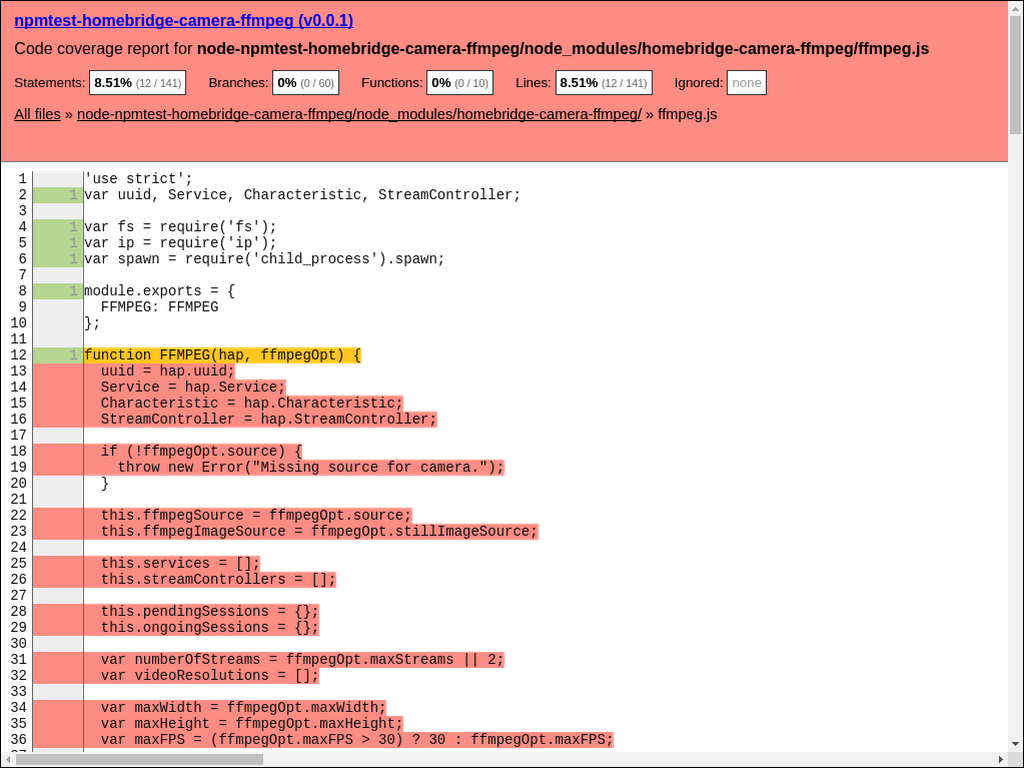 npmtest-homebridge-camera-ffmpeg (v0.0.1)
Code coverage report for node-npmtest-homebridge-camera-ffmpeg/node_modules/homebridge-camera-ffmpeg/ffmpeg.js
Statements: 8.51% (12 / 141) Branches: 0% (0 / 60) Functions: 0% (0 / 10) Lines: 8.51% (12 / 141) Ignored: none
All files » node-npmtest-homebridge-camera-ffmpeg/node_modules/homebridge-camera-ffmpeg/ » ffmpeg.js
1 'use strict';
2 1 var uuid, Service, Characteristic, StreamController;
3
4 1 var fs = require('fs');
5 1 var ip = require('ip');
6 1 var spawn = require('child_process').spawn;
7
8 1 module.exports = {
9   FFMPEG: FFMPEG
10 };
11
12 1 function FFMPEG(hap, ffmpegOpt) {
13   uuid = hap.uuid;
14   Service = hap.Service;
15   Characteristic = hap.Characteristic;
16   StreamController = hap.StreamController;
17
18   if (!ffmpegOpt.source) {
19     throw new Error("Missing source for camera.");
20   }
21
22   this.ffmpegSource = ffmpegOpt.source;
23   this.ffmpegImageSource = ffmpegOpt.stillImageSource;
24
25   this.services = [];
26   this.streamControllers = [];
27
28   this.pendingSessions = {};
29   this.ongoingSessions = {};
30
31   var numberOfStreams = ffmpegOpt.maxStreams || 2;
32   var videoResolutions = [];
33
34   var maxWidth = ffmpegOpt.maxWidth;
35   var maxHeight = ffmpegOpt.maxHeight;
36   var maxFPS = (ffmpegOpt.maxFPS > 30) ? 30 : ffmpegOpt.maxFPS;